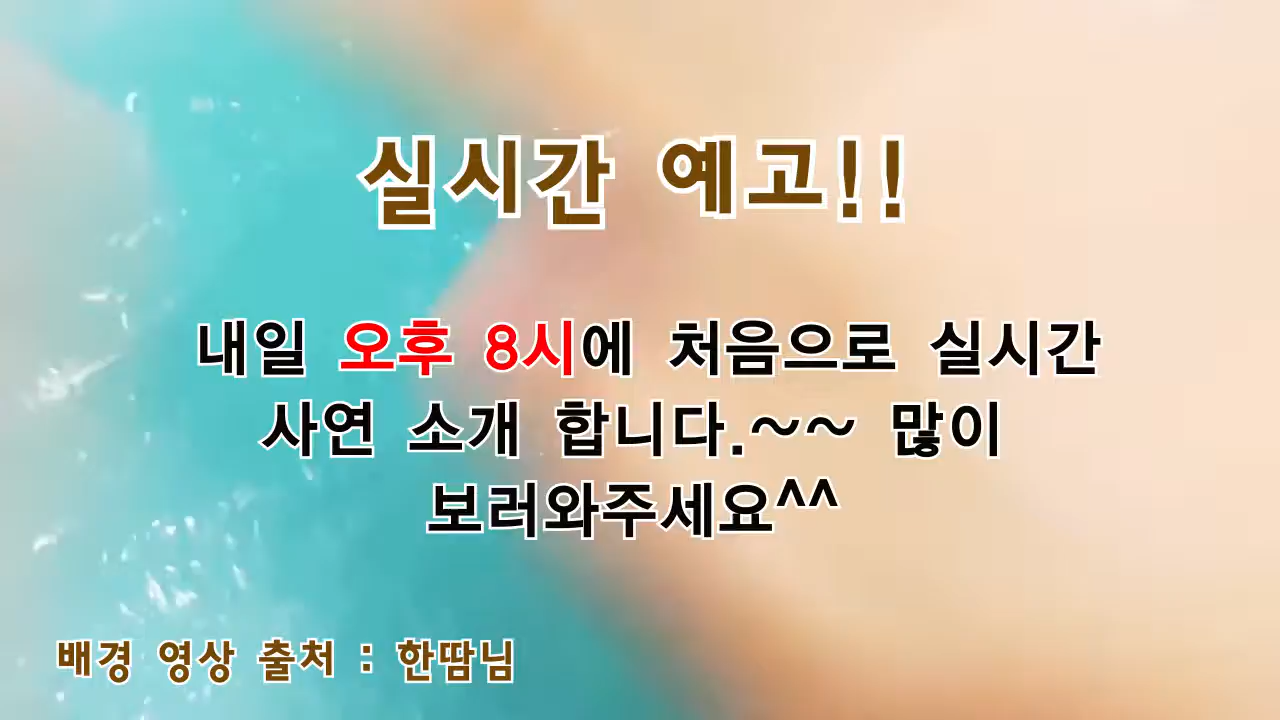 실시간 예고!!
내일 오후 8시에 처음으로 실시간
사연 소개 합니다.~~ 많이
보러와주세요^^
배경 영상 출처 : 한땀님